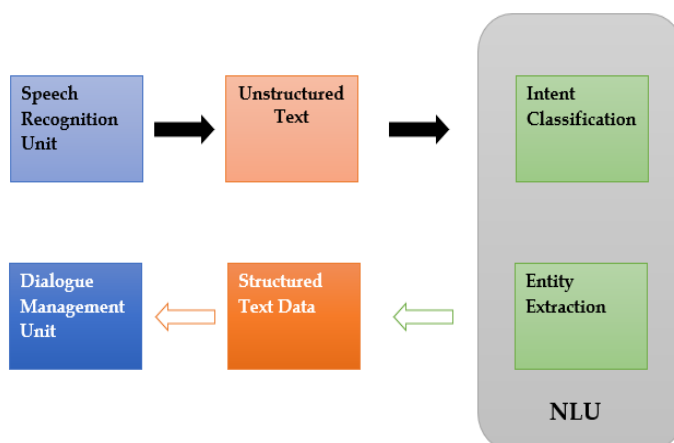 Speech
Recognition
Unit
Unstructured
Text
Intent
Classification
Dialogue
Management
Unit
Structured
Text Data
Entity
Extraction
NLU